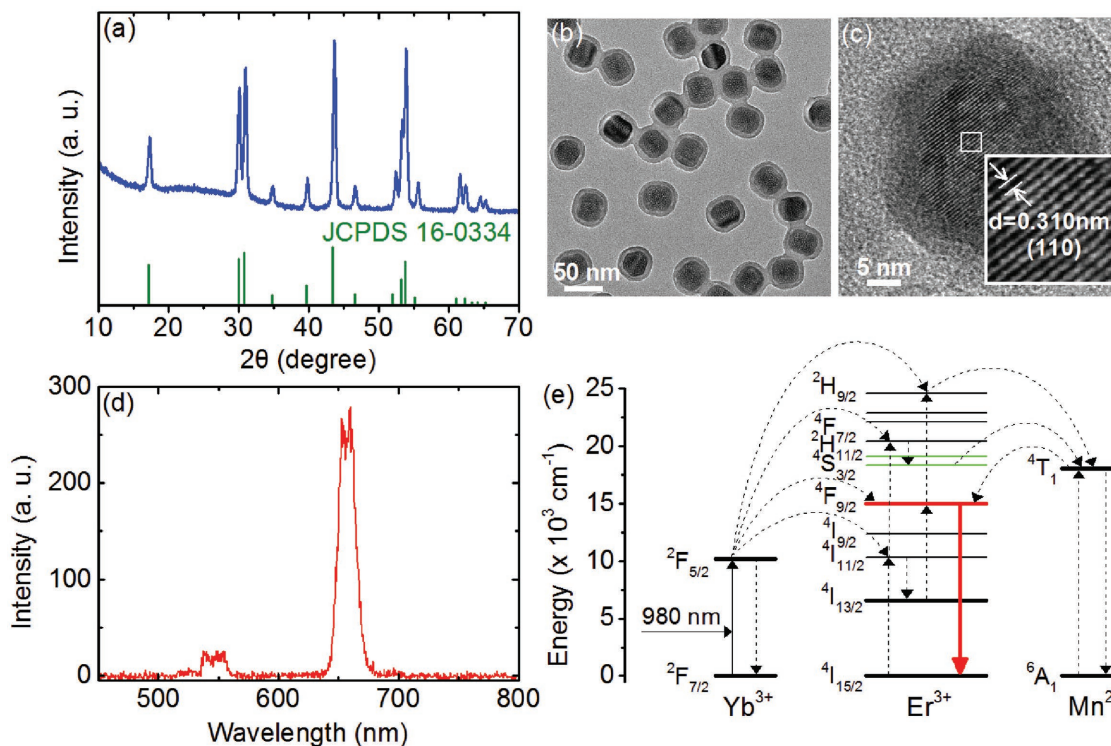 (a)
Intensity (a. u.)
JCPDS 16-0334
10 20 30 40 50 60 70
2θ (degree)
(b)
50 nm
(c)
d=0.310nm
(110)
5 nm
(d)
300
200
100
0
Intensity (a. u.)
500 600 700 800
Wavelength (nm)
(e)
25
20
15
10
5
0
Energy (x 10³ cm⁻¹)
²F₅/₂
980 nm
²F₇/₂
Yb³⁺
²H₉/₂
⁴F₇/₂
²H₁₁/₂
⁴S₃/₂
⁴F₉/₂
⁴I₉/₂
⁴I₁₁/₂
⁴I₁₃/₂
⁴I₁₅/₂
Er³⁺
⁴T₁
⁶A₁
Mn²